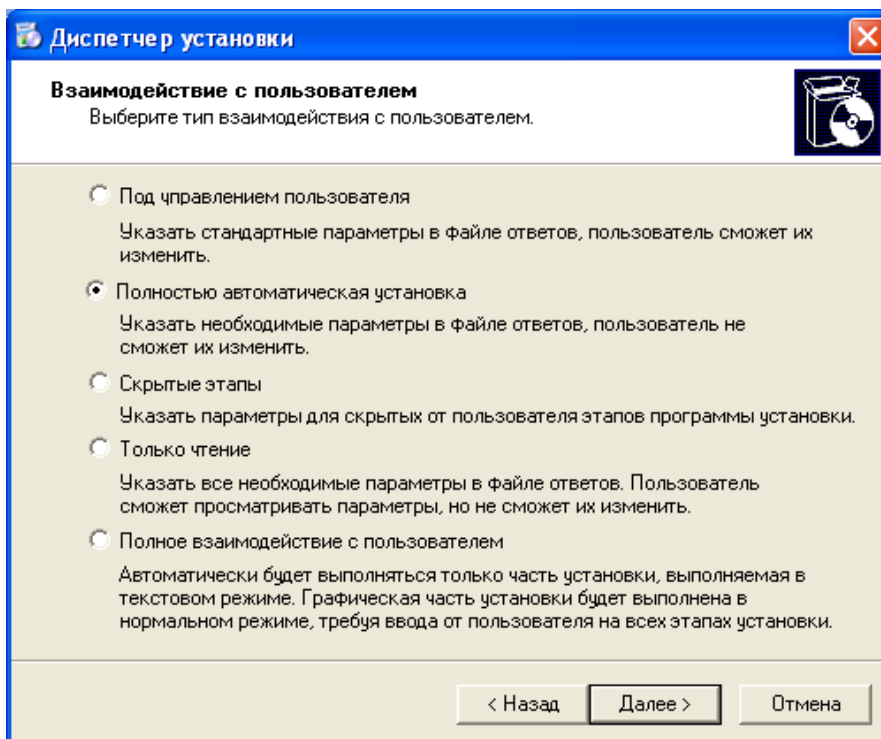 Диспетчер установки
Взаимодействие с пользователем
Выберите тип взаимодействия с пользователем.
Под управлением пользователя
Указать стандартные параметры в файле ответов, пользователь сможет их
изменить.
Полностью автоматическая установка
Указать необходимые параметры в файле ответов, пользователь не
сможет их изменить.
Скрытые этапы
Указать параметры для скрытых от пользователя этапов программы установки.
Только чтение
Указать все необходимые параметры в файле ответов. Пользователь
сможет просматривать параметры, но не сможет их изменить.
Полное взаимодействие с пользователем
Автоматически будет выполняться только часть установки, выполняемая в
текстовом режиме. Графическая часть установки будет выполнена в
нормальном режиме, требуя ввода от пользователя на всех этапах установки.
< Назад Далее > Отмена